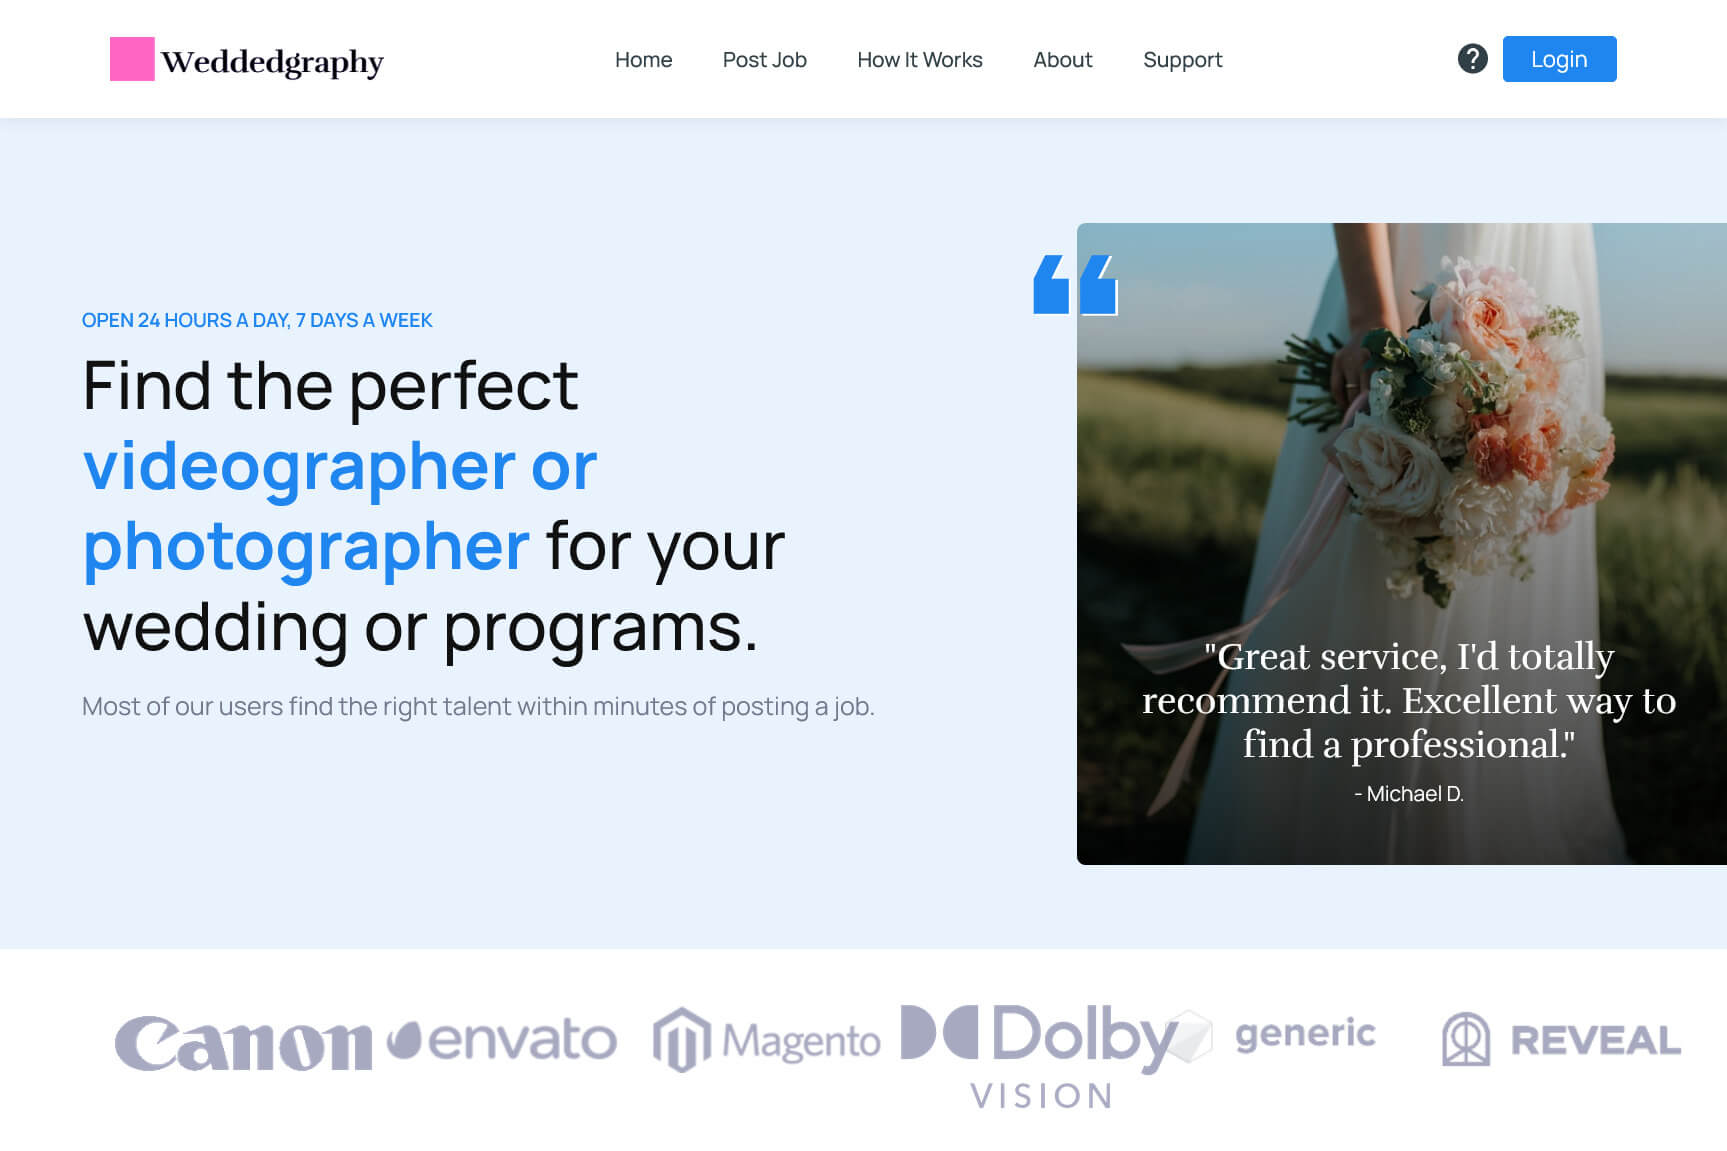 Weddedgraphy
Home
Post Job
How It Works
About
Support
?
Login
OPEN 24 HOURS A DAY, 7 DAYS A WEEK
Find the perfect
videographer or
photographer for your
wedding or programs.
Most of our users find the right talent within minutes of posting a job.
"Great service, I'd totally
recommend it. Excellent way to
find a professional."
- Michael D.
Canon
envato
Magento
Dolby
VISION
generic
REVEAL